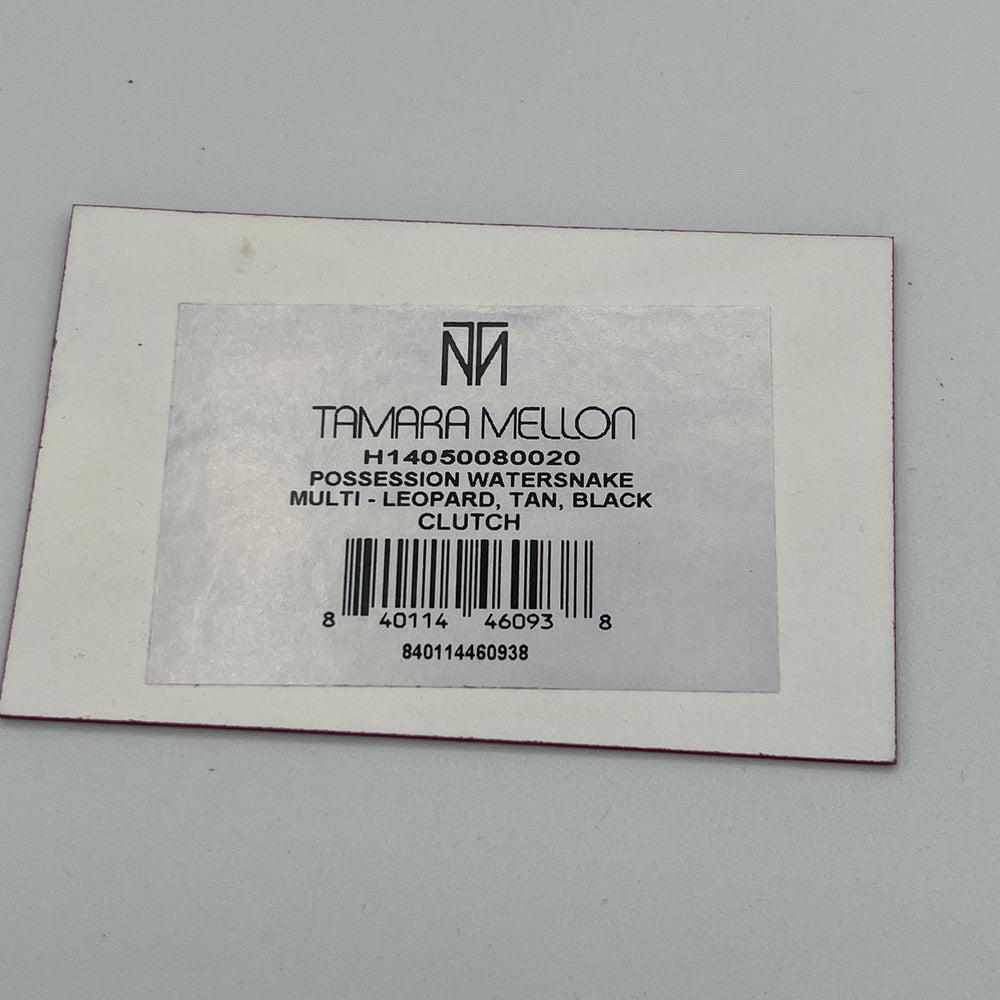 TAMARA MELLON
H14050080020
POSSESSION WATERSNAKE
MULTI - LEOPARD, TAN, BLACK
CLUTCH
8 40114 46093 8
840114460938